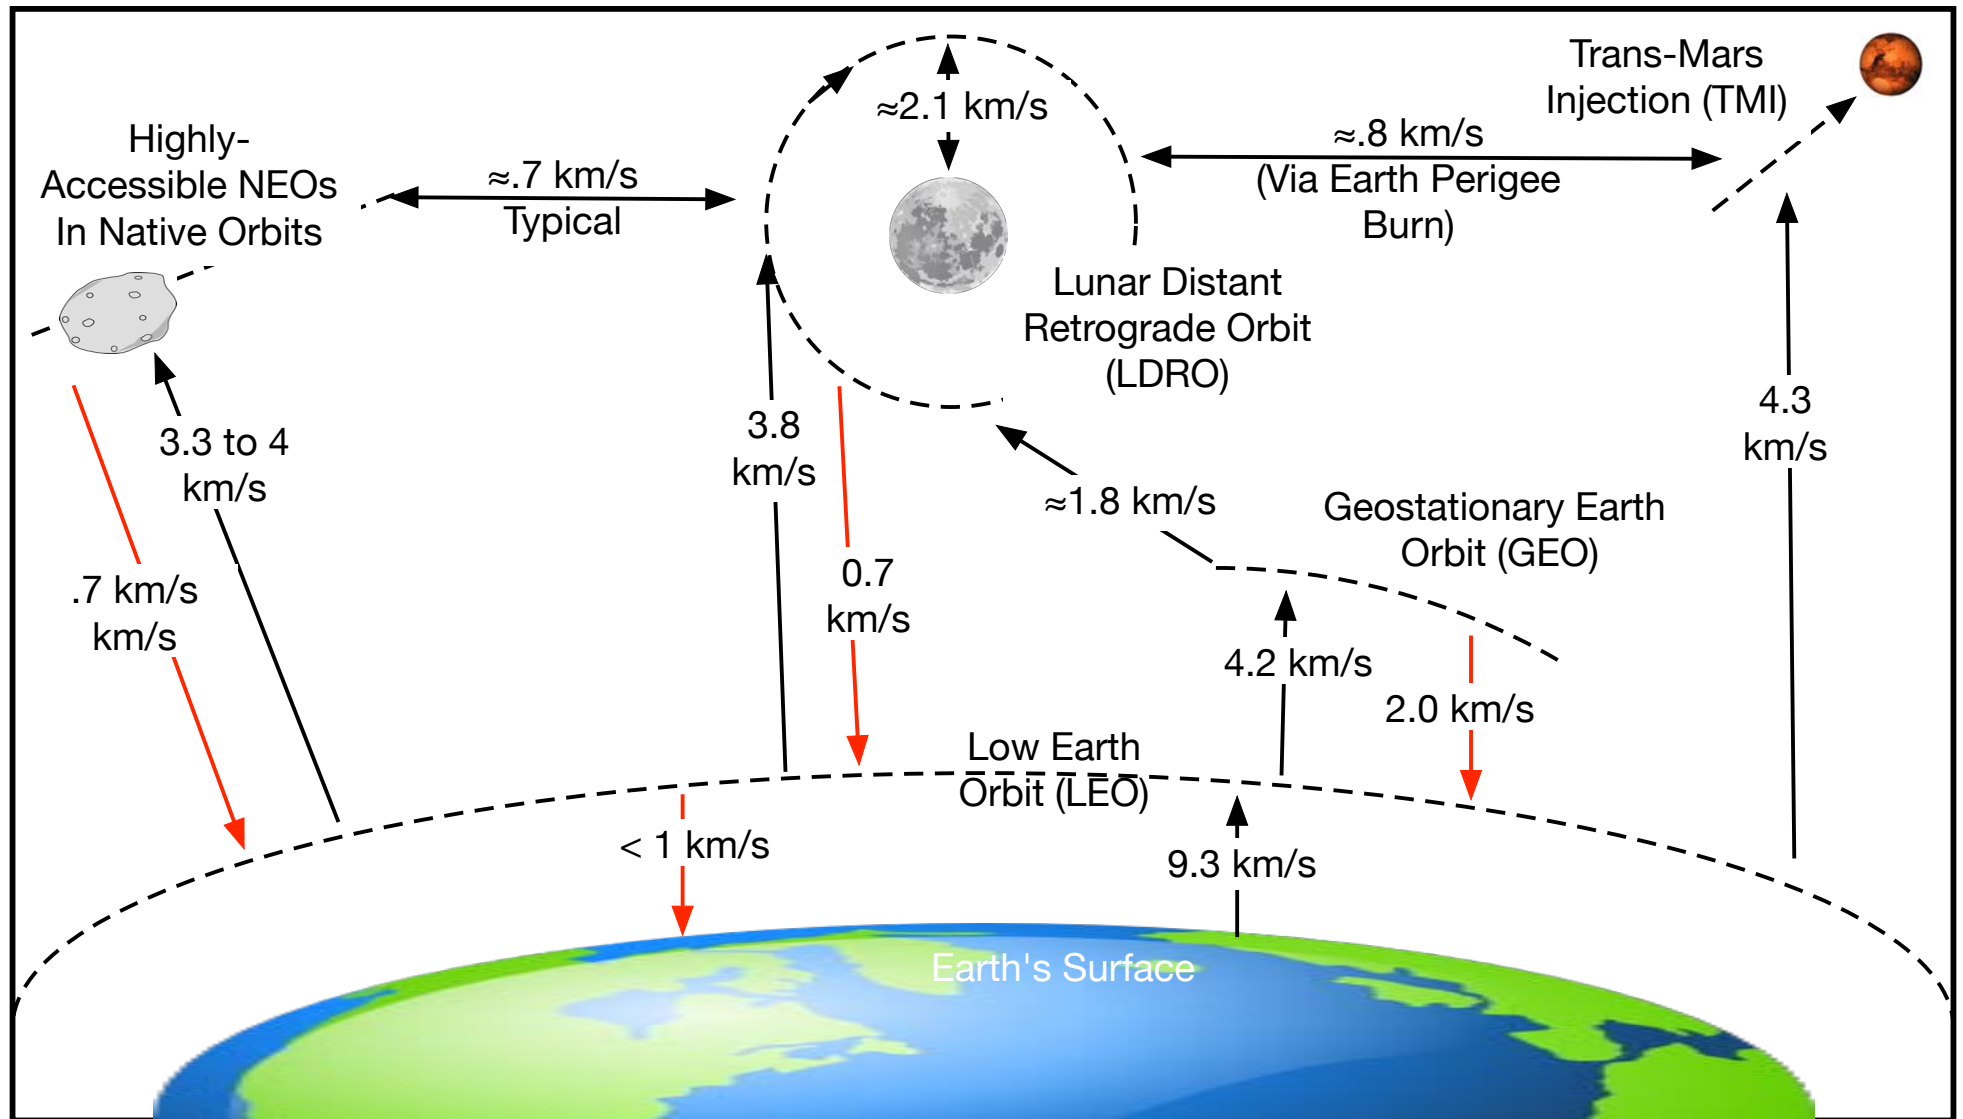 Trans-Mars
Injection (TMI)
≈2.1 km/s
Highly-
Accessible NEOs
In Native Orbits
≈.7 km/s
Typical
≈.8 km/s
(Via Earth Perigee
Burn)
Lunar Distant
Retrograde Orbit
(LDRO)
3.3 to 4
km/s
3.8
km/s
4.3
km/s
≈1.8 km/s
Geostationary Earth
Orbit (GEO)
.7 km/s
km/s
0.7
km/s
4.2 km/s
2.0 km/s
Low Earth
Orbit (LEO)
< 1 km/s
9.3 km/s
Earth's Surface